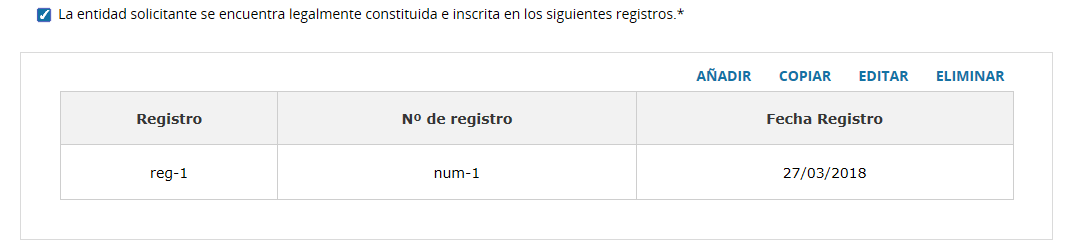 La entidad solicitante se encuentra legalmente constituida e inscrita en los siguientes registros.*
AÑADIR COPIAR EDITAR ELIMINAR
Registro Nº de registro Fecha Registro
reg-1 num-1 27/03/2018